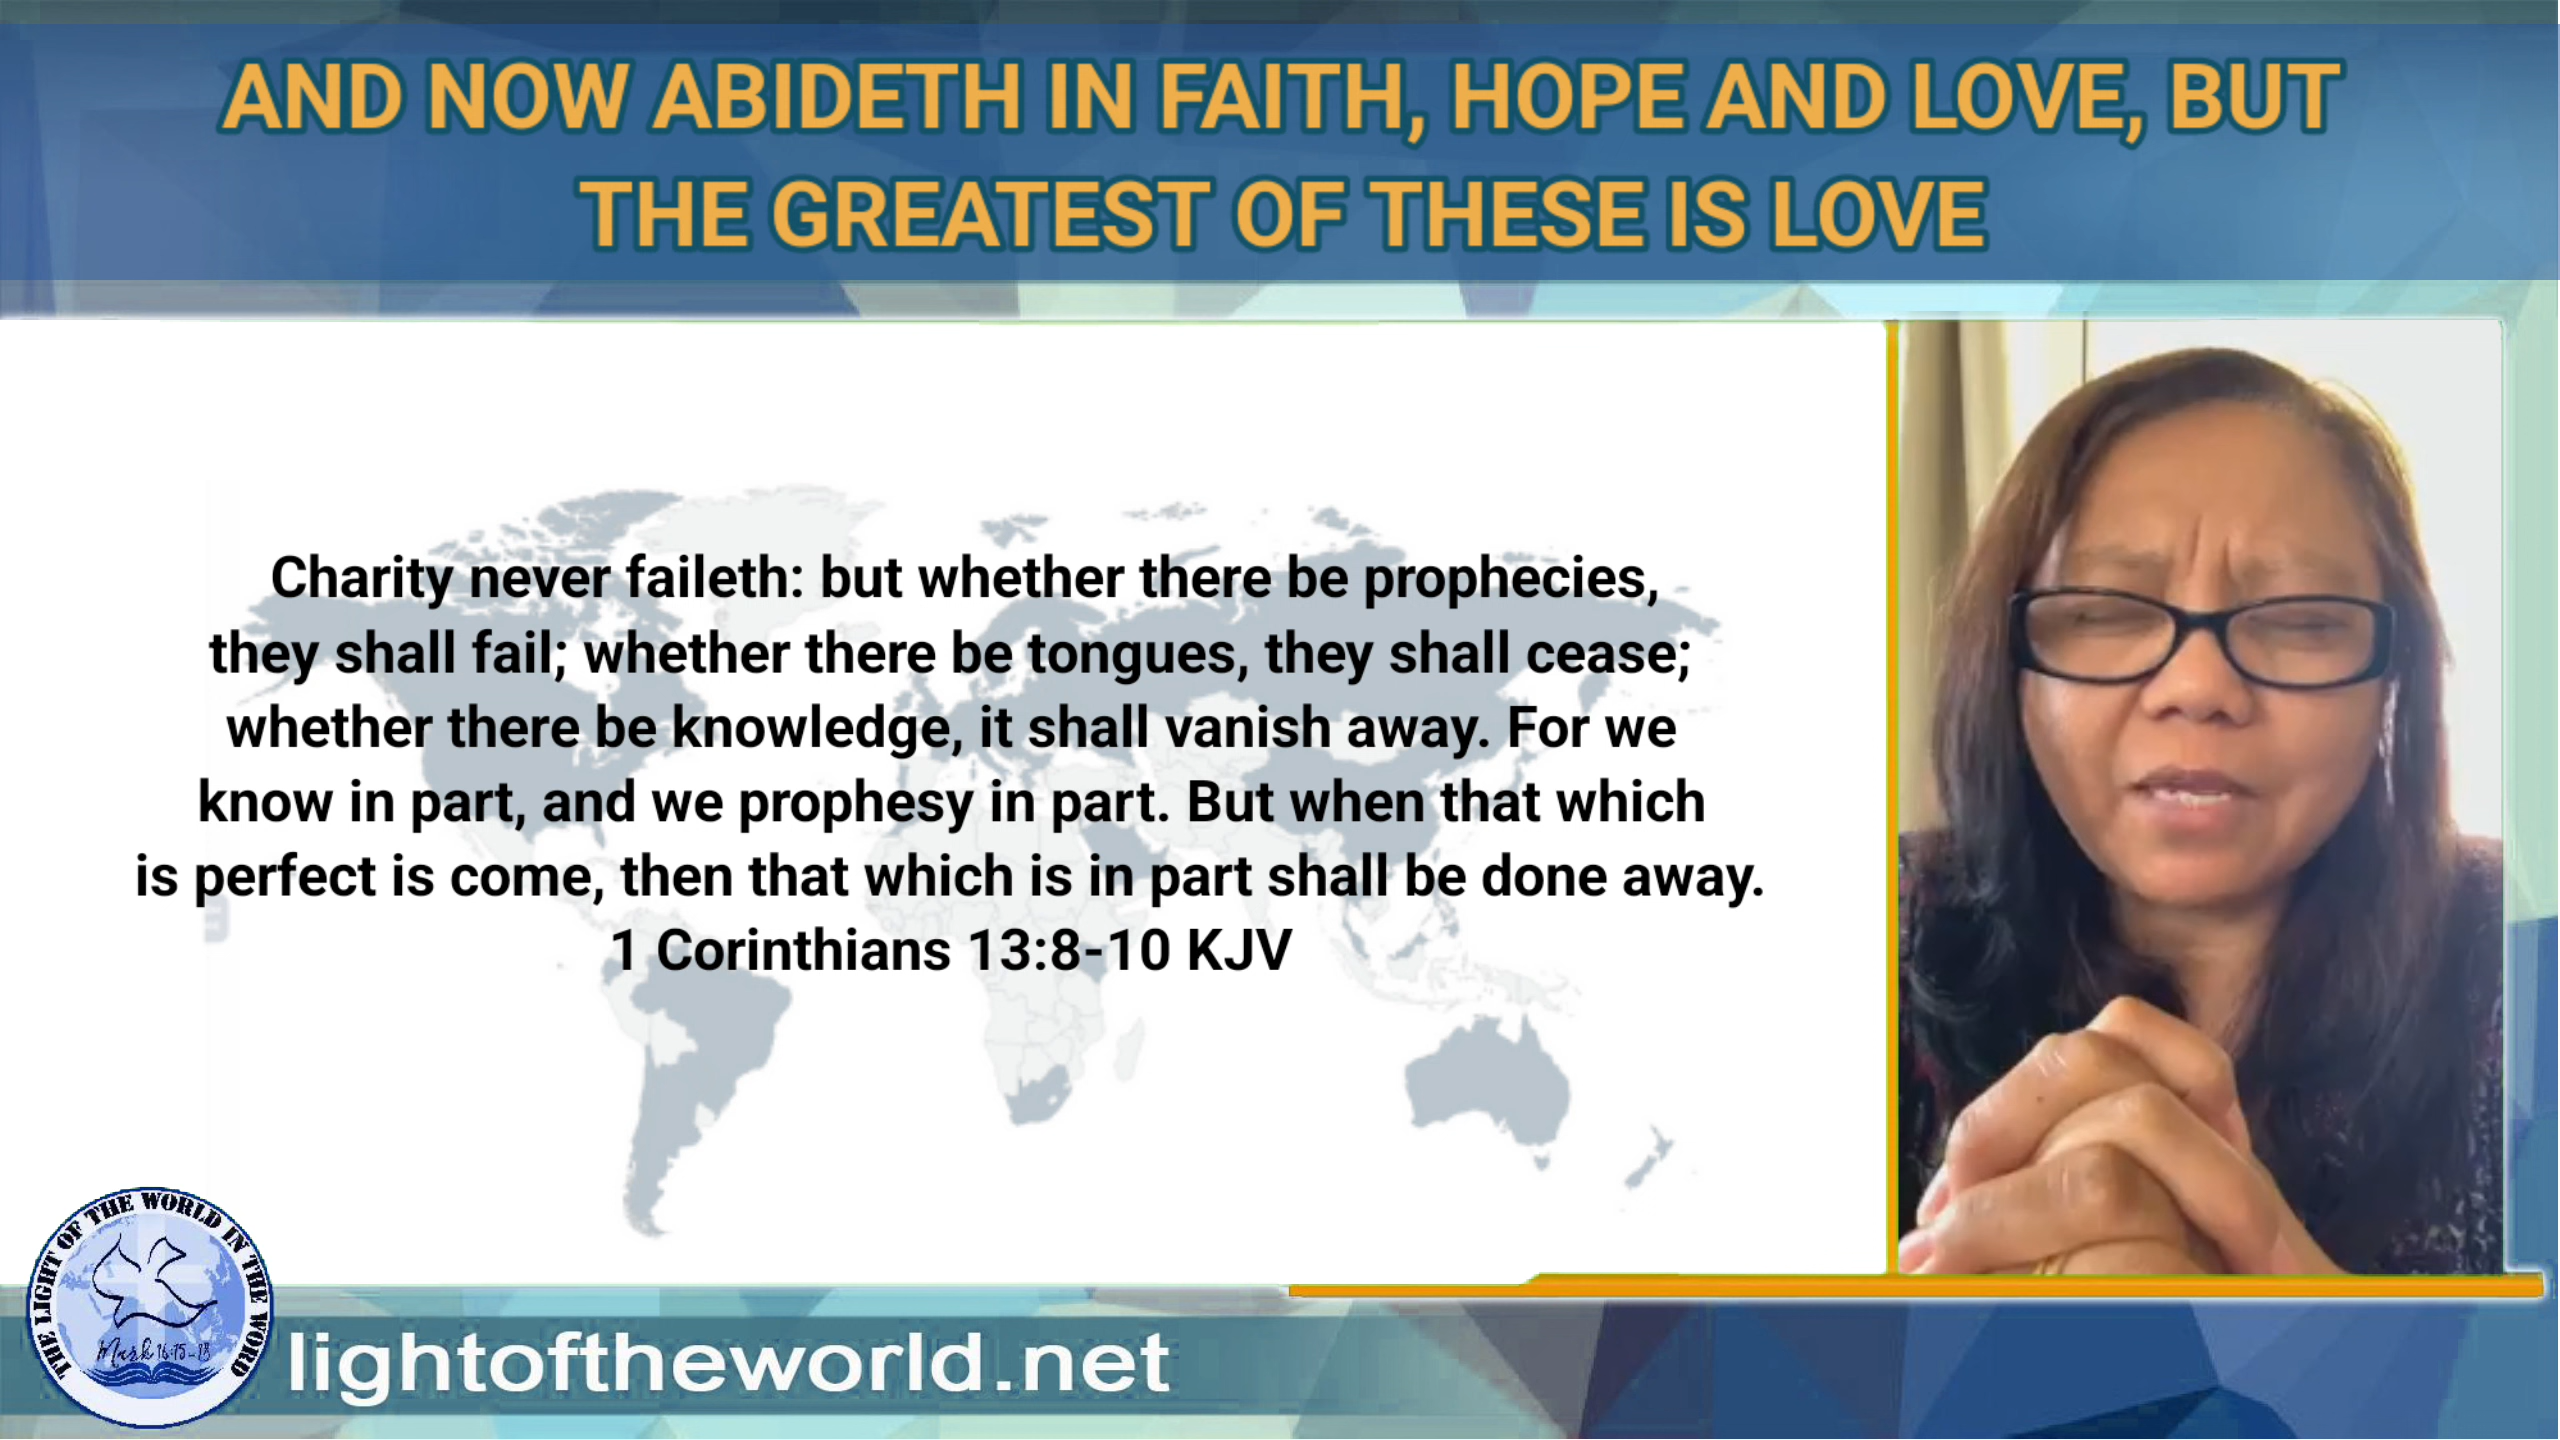 AND NOW ABIDETH IN FAITH, HOPE AND LOVE, BUT
THE GREATEST OF THESE IS LOVE
Charity never faileth: but whether there be prophecies,
they shall fail; whether there be tongues, they shall cease;
whether there be knowledge, it shall vanish away. For we
know in part, and we prophesy in part. But when that which
is perfect is come, then that which is in part shall be done away.
1 Corinthians 13:8-10 KJV
THE LIGHT OF THE WORLD IN THE WORD
Mark 16:15-18
lightoftheworld.net